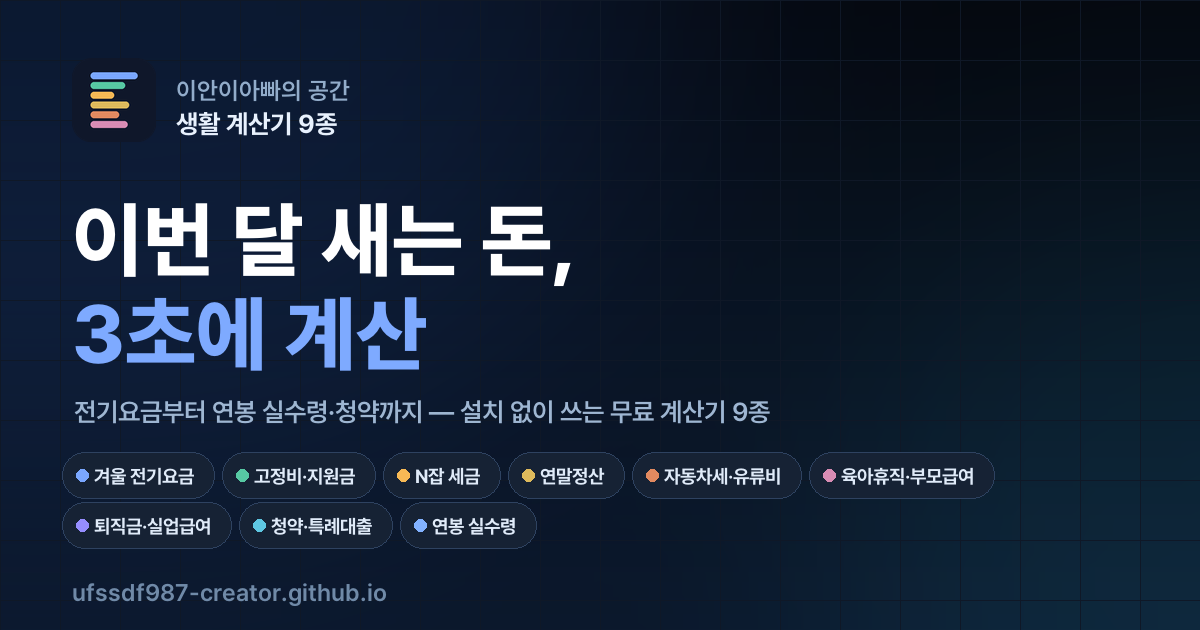 이안이아빠의 공간
생활 계산기 9종
이번 달 새는 돈,
3초에 계산
전기요금부터 연봉 실수령·청약까지 — 설치 없이 쓰는 무료 계산기 9종
겨울 전기요금 고정비·지원금 N잡 세금 연말정산 자동차세·유류비 육아휴직·부모급여
퇴직금·실업급여 청약·특례대출 연봉 실수령
ufssdf987-creator.github.io